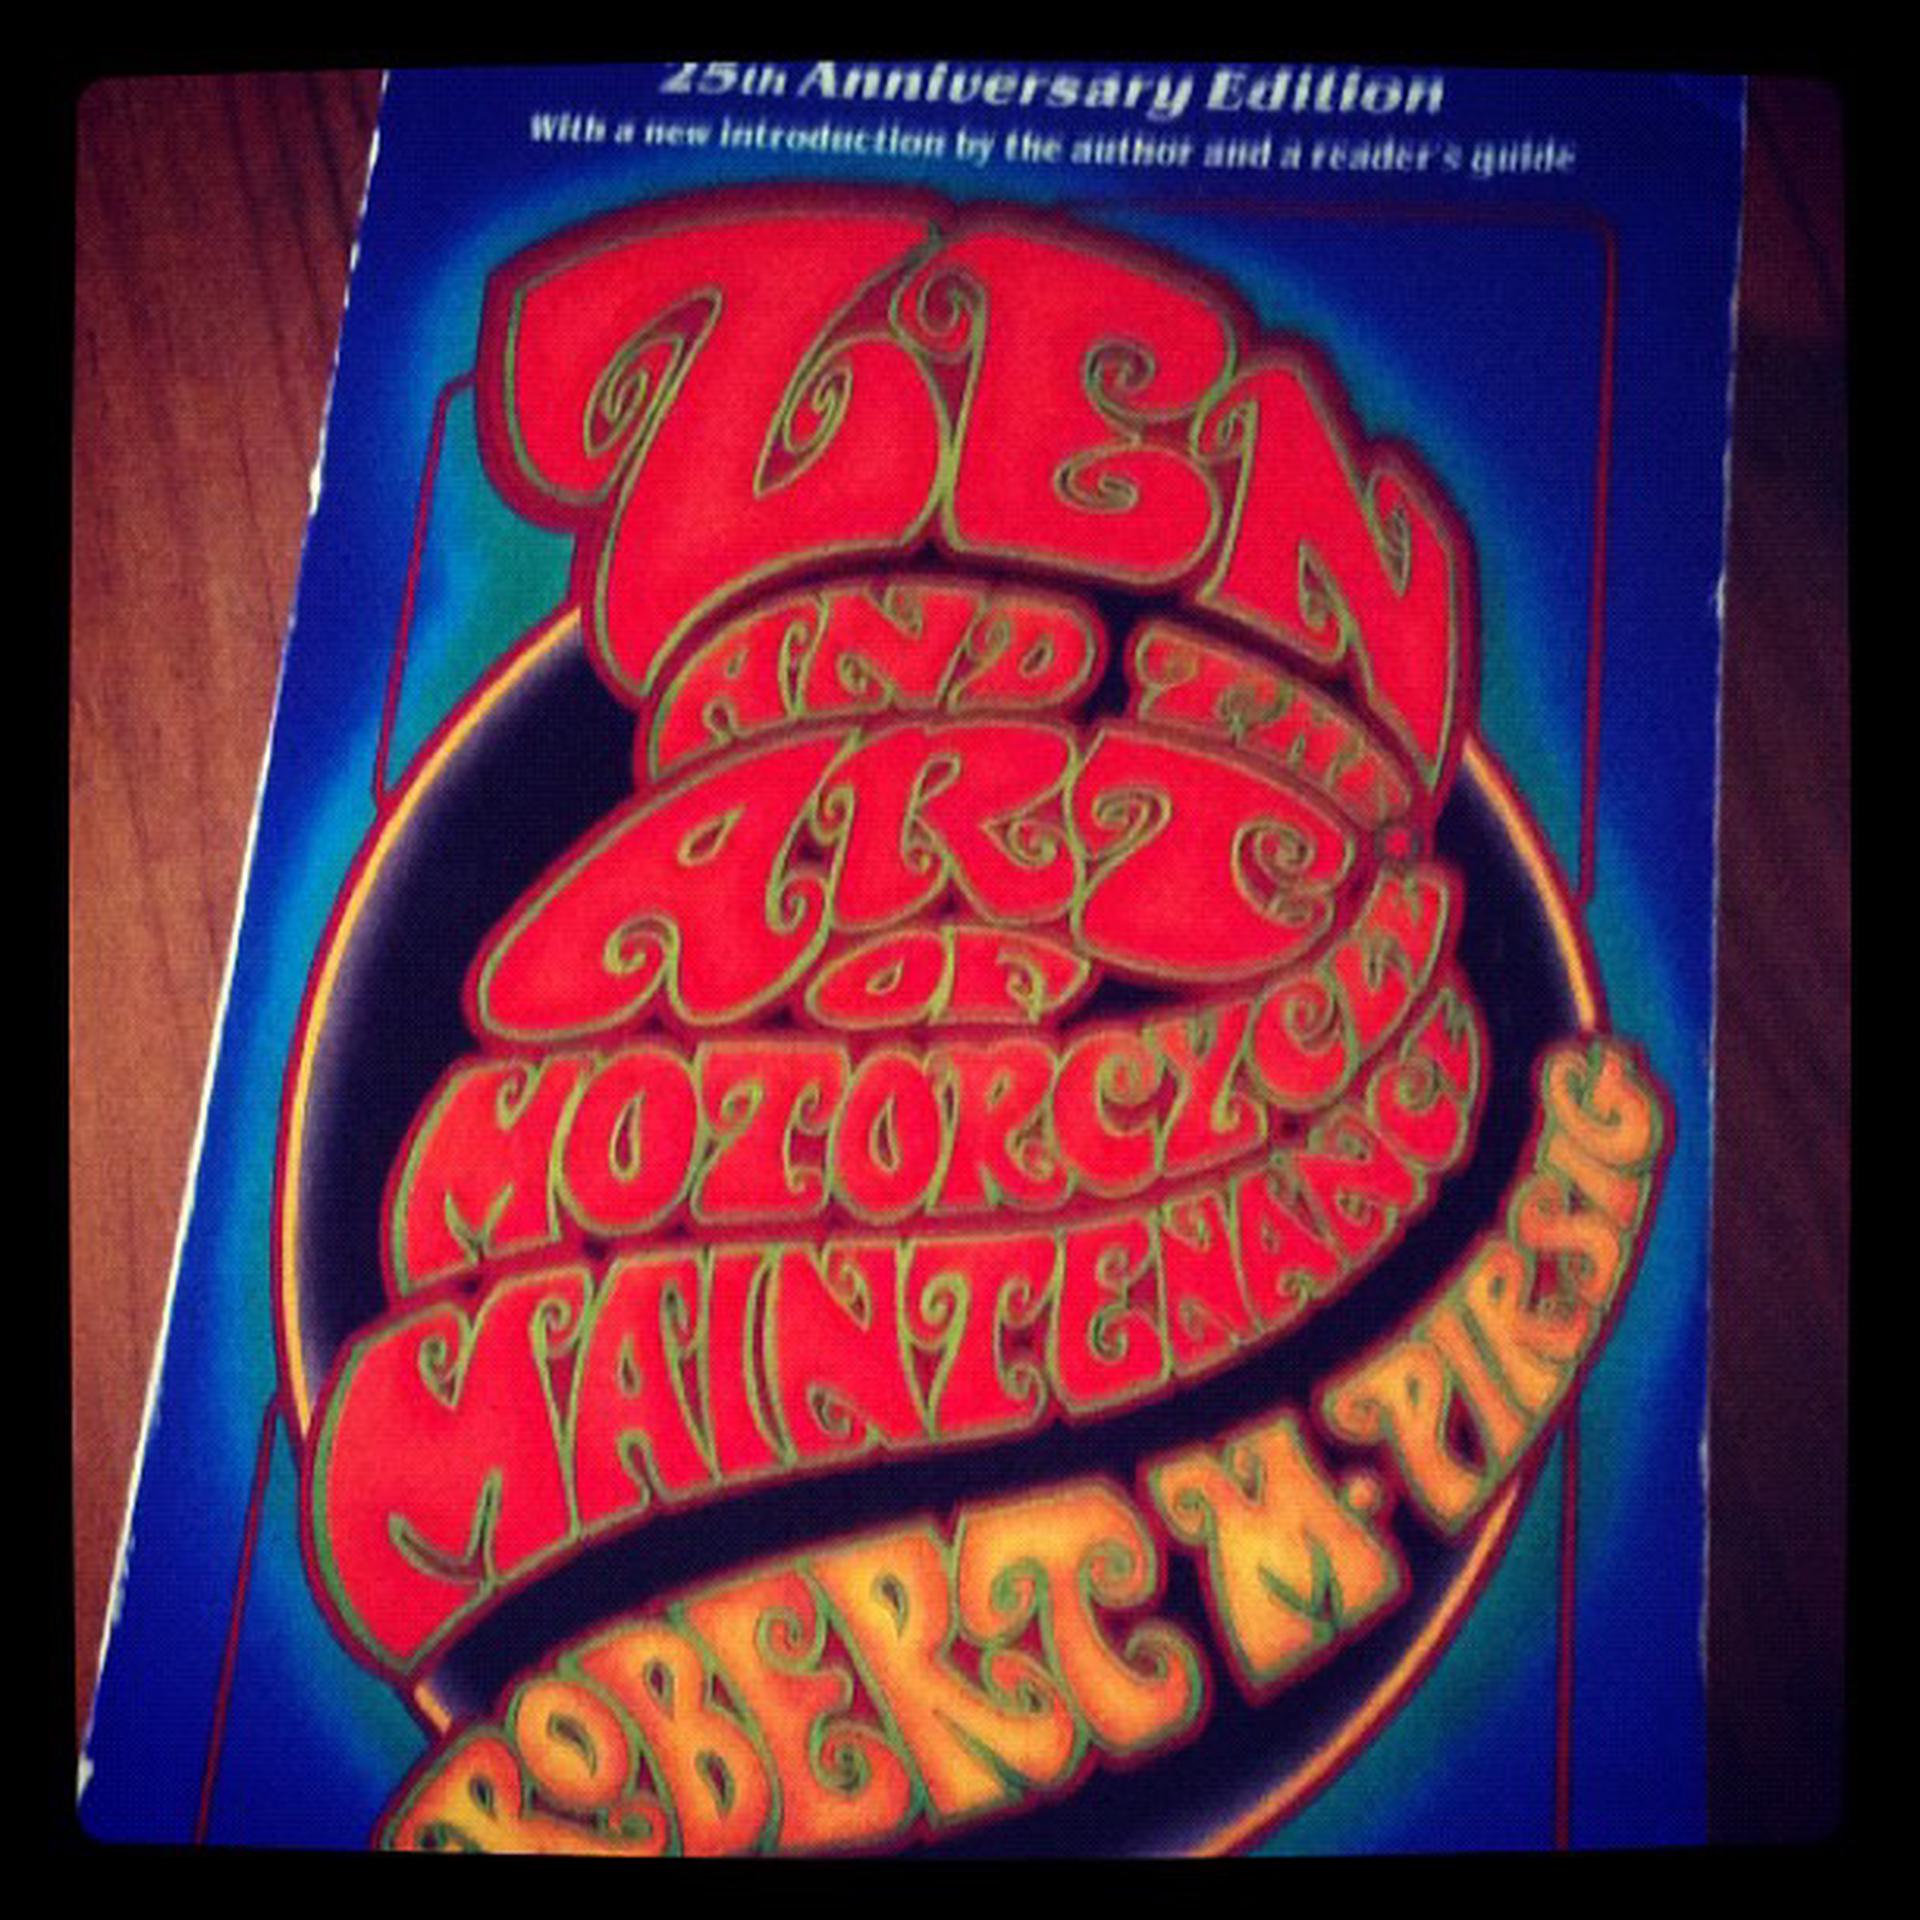 25th Anniversary Edition
With a new introduction by the author and a reader's guide
ZEN
AND THE
ART
OF
MOTORCYCLE
MAINTENANCE
ROBERT M. PIRSIG